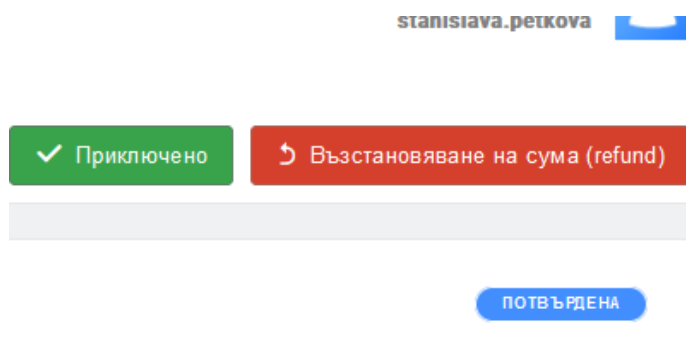 stanislava.petkova
Приключено
Възстановяване на сума (refund)
ПОТВЪРДЕНА